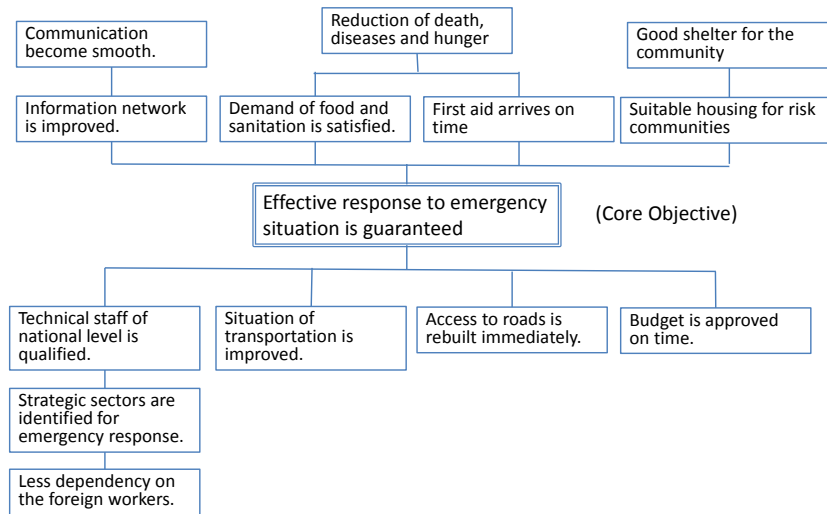 Communication
become smooth.
Reduction of death,
diseases and hunger
Good shelter for the
community
Information network
is improved.
Demand of food and
sanitation is satisfied.
First aid arrives on
time
Suitable housing for risk
communities
Effective response to emergency
situation is guaranteed
(Core Objective)
Technical staff of
national level is
qualified.
Situation of
transportation is
improved.
Access to roads is
rebuilt immediately.
Budget is approved
on time.
Strategic sectors are
identified for
emergency response.
Less dependency on
the foreign workers.